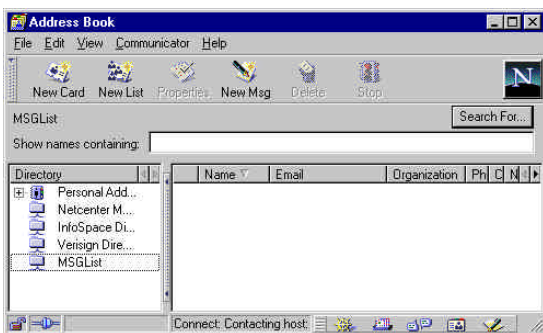 Address Book
File Edit View Communicator Help
New Card New List Properties New Msg Delete Stop
N
MSGList
Search For...
Show names containing:
Directory Name Email Organization Ph C N
Personal Add...
Netcenter M...
InfoSpace Di...
Verisign Dire...
MSGList
Connect: Contacting host: